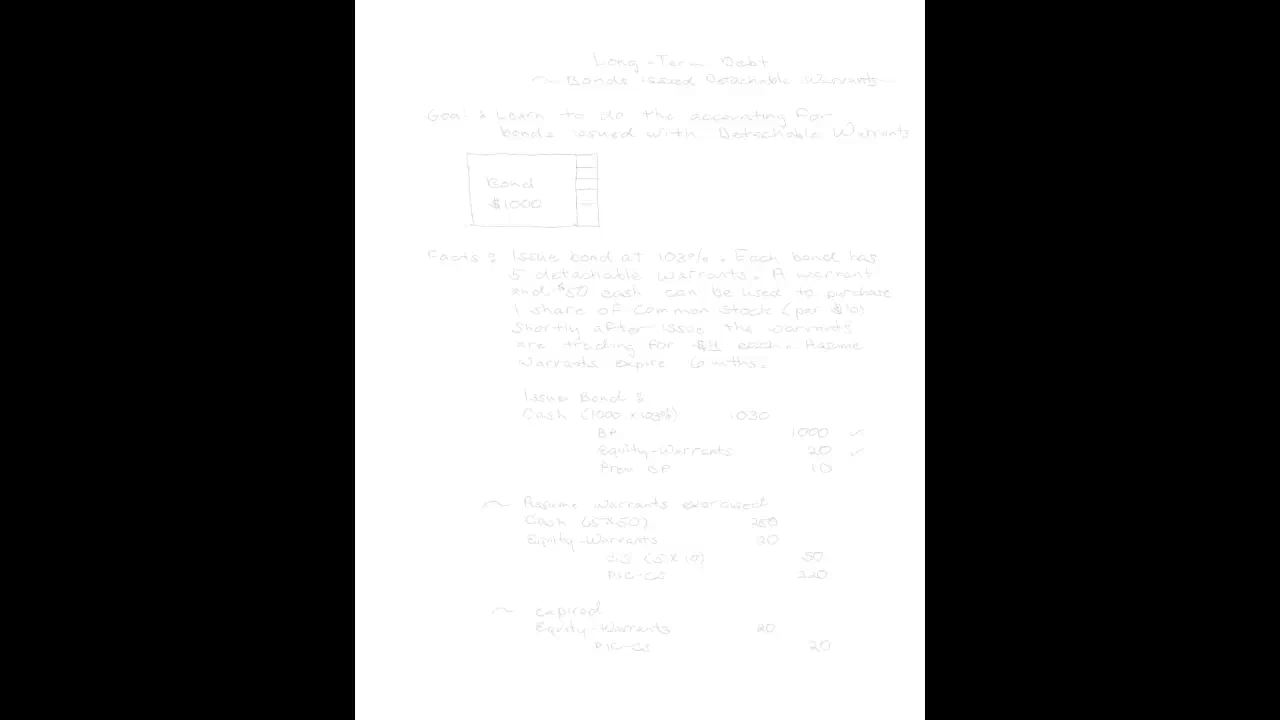 Long-Term Debt
~ Bonds issued Detachable Warrants ~
Goal : Learn to do the accounting for
bonds issued with Detachable Warrants
Bond
$1000
Facts : Issue bond at 103%. Each bond has
5 detachable warrants. A warrant
and $50 cash can be used to purchase
1 share of common stock (par $10)
Shortly after issue the warrants
are trading for $4 each. Assume
warrants expire 6 mths.
Issue Bond :
Cash (1000 x 103%) 1030
BP 1000 ✓
Equity-Warrants 20 ✓
Prem BP 10
~ Assume warrants exercised
Cash (5x50) 250
Equity-Warrants 20
C/S (5x10) 50
PIC-CS 220
~ expired
Equity-Warrants 20
PIC-CS 20